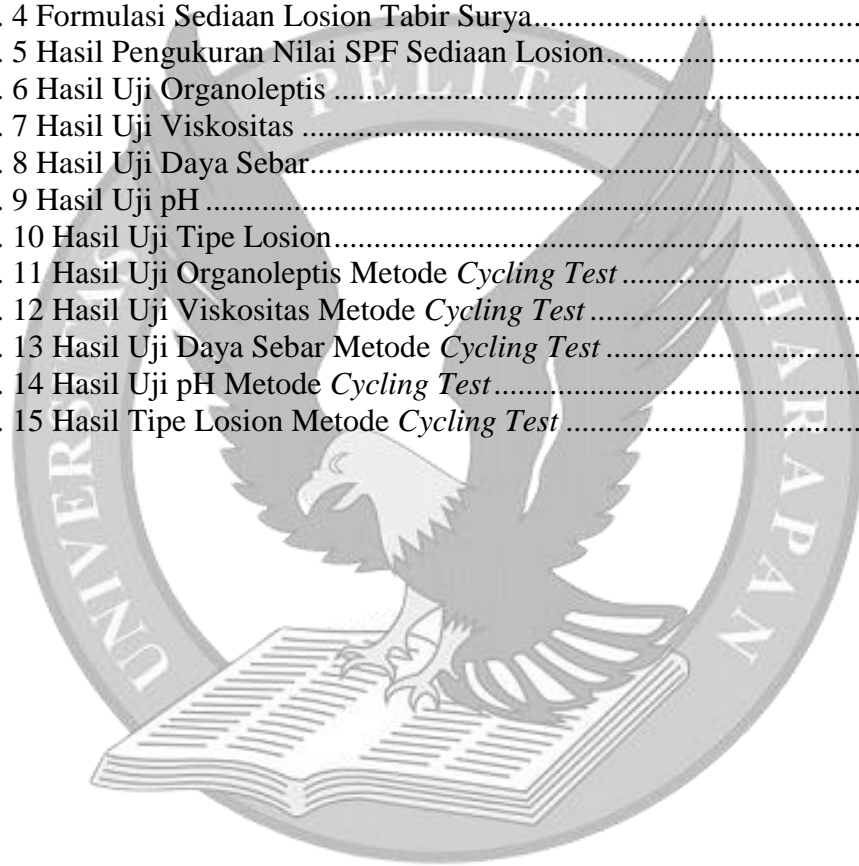 . 4 Formulasi Sediaan Losion Tabir Surya..........................................
. 5 Hasil Pengukuran Nilai SPF Sediaan Losion................................
. 6 Hasil Uji Organoleptis ..................................................................
. 7 Hasil Uji Viskositas ......................................................................
. 8 Hasil Uji Daya Sebar.....................................................................
. 9 Hasil Uji pH ..................................................................................
. 10 Hasil Uji Tipe Losion..................................................................
. 11 Hasil Uji Organoleptis Metode Cycling Test ..............................
. 12 Hasil Uji Viskositas Metode Cycling Test ..................................
. 13 Hasil Uji Daya Sebar Metode Cycling Test ................................
. 14 Hasil Uji pH Metode Cycling Test ..............................................
. 15 Hasil Tipe Losion Metode Cycling Test .....................................
UNIVERSITAS PELITA HARAPAN